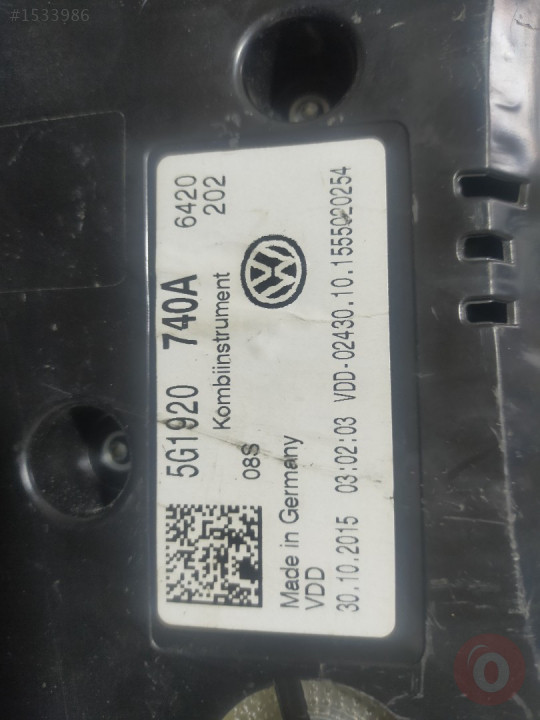 #1533986
5G1920 740A 6420
202
08S Kombiinstrument
Made in Germany
VDD
30.10.2015 03:02:03 VDD-02430.10.1555020254